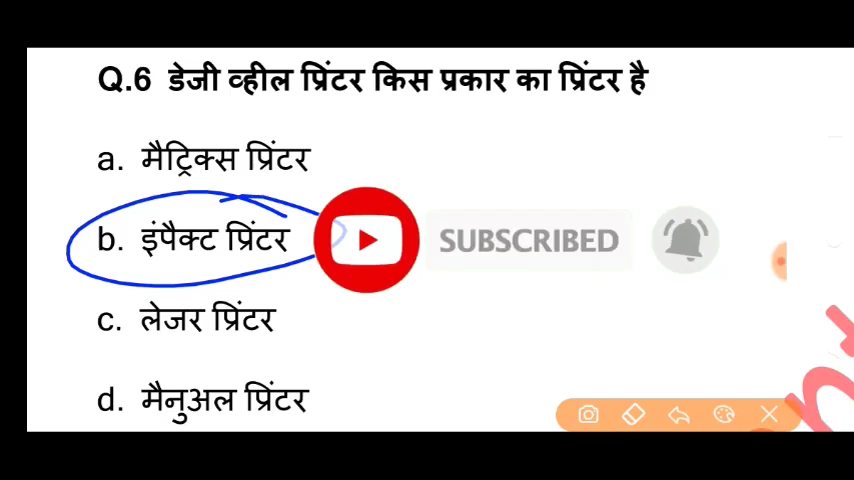 Q.6 डेजी व्हील प्रिंटर किस प्रकार का प्रिंटर है
a. मैट्रिक्स प्रिंटर
b. इंपैक्ट प्रिंटर
SUBSCRIBED
c. लेजर प्रिंटर
d. मैनुअल प्रिंटर